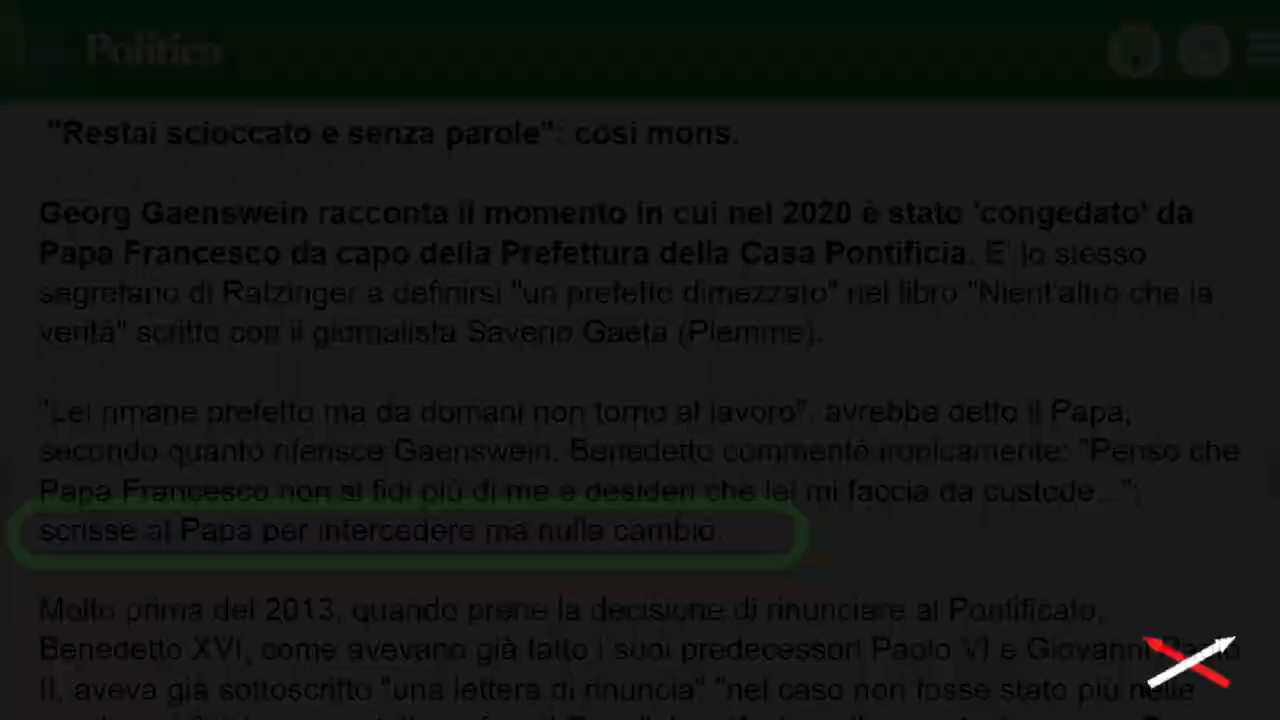 Politica
"Restai scioccato e senza parole": così mons.
Georg Gaenswein racconta il momento in cui nel 2020 è stato 'congedato' da
Papa Francesco da capo della Prefettura della Casa Pontificia. E' lo stesso
segretario di Ratzinger a definirsi "un prefetto dimezzato" nel libro "Nient'altro che la
verità" scritto con il giornalista Saverio Gaeta (Piemme).
"Lei rimane prefetto ma da domani non torno al lavoro", avrebbe detto il Papa,
secondo quanto riferisce Gaenswein. Benedetto commentò ironicamente: "Penso che
Papa Francesco non si fidi più di me e desideri che lei mi faccia da custode...":
scrisse al Papa per intercedere ma nulla cambiò.
Molto prima del 2013, quando prene la decisione di rinunciare al Pontificato,
Benedetto XVI, come avevano già fatto i suoi predecessori Paolo VI e Giovanni Paolo
II, aveva già sottoscritto "una lettera di rinuncia" "nel caso non fosse stato più nelle